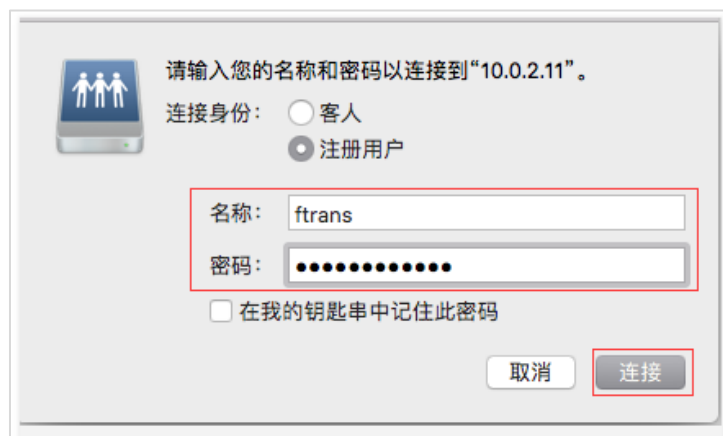 请输入您的名称和密码以连接到“10.0.2.11”。
连接身份： 客人
注册用户
名称： ftrans
密码： ●●●●●●●●●●●●
在我的钥匙串中记住此密码
取消 连接